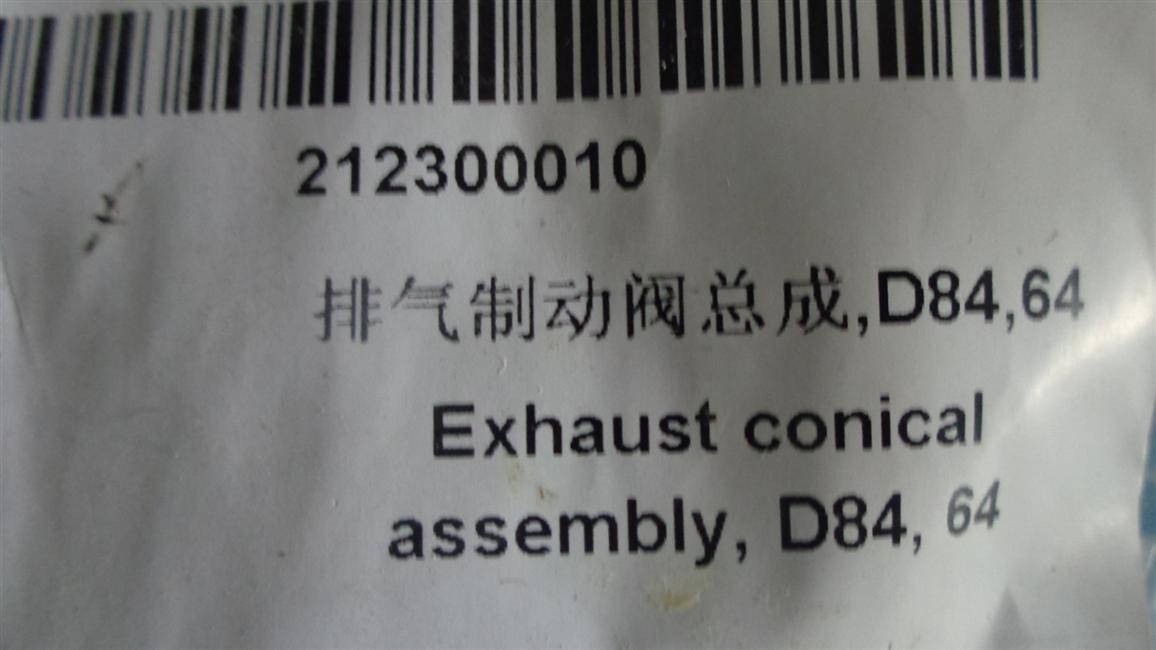 212300010
排气制动阀总成,D84,64
Exhaust conical
assembly, D84, 64